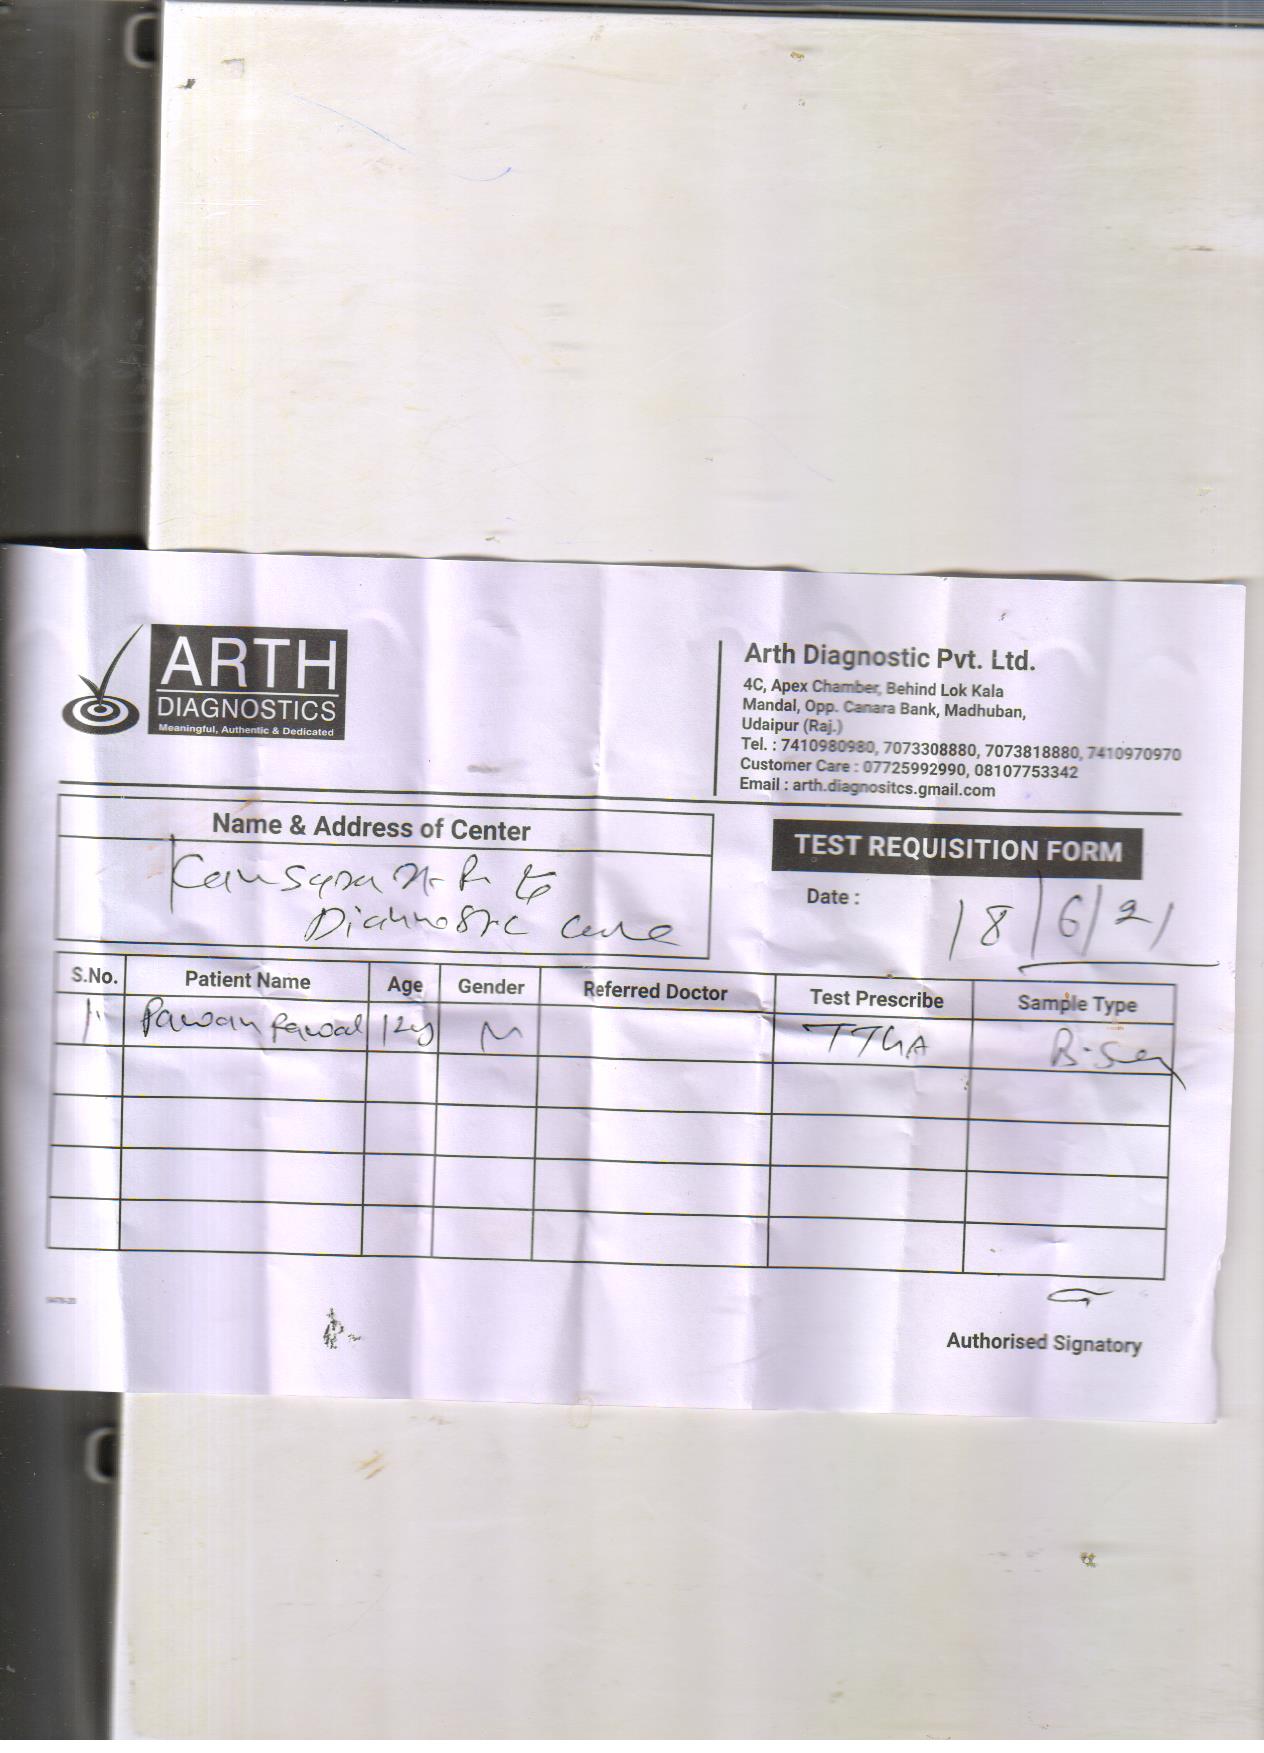 ARTH
DIAGNOSTICS
Meaningful, Authentic & Dedicated
Arth Diagnostic Pvt. Ltd.
4C, Apex Chamber, Behind Lok Kala
Mandal, Opp. Canara Bank, Madhuban,
Udaipur (Raj.)
Tel. : 7410980980, 7073308880, 7073818880, 7410970970
Customer Care : 07725992990, 08107753342
Email : arth.diagnositcs.gmail.com
Name & Address of Center
Diagnostic care
TEST REQUISITION FORM
Date : 18/6/21
S.No. Patient Name Age Gender Referred Doctor Test Prescribe Sample Type
1. Pawan 12y M TTGA
Authorised Signatory